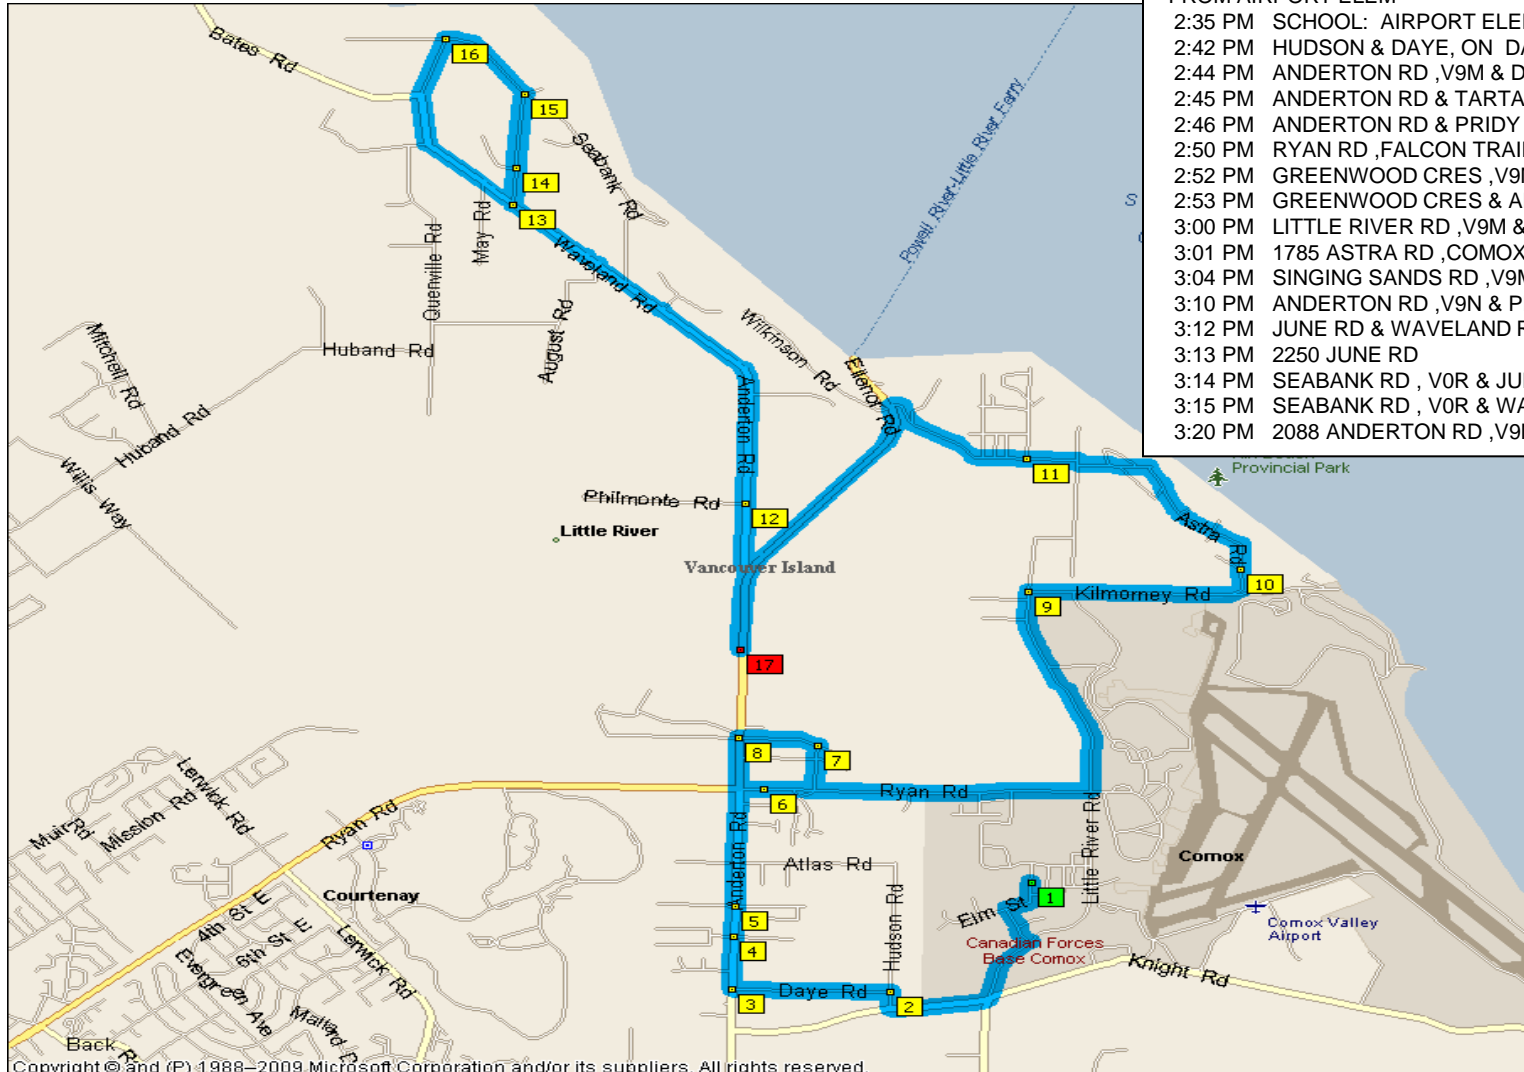 FROM AIRPORT ELEM
2:35 PM SCHOOL: AIRPORT ELE
2:42 PM HUDSON & DAYE, ON DA
2:44 PM ANDERTON RD ,V9M & D
2:45 PM ANDERTON RD & TARTA
2:46 PM ANDERTON RD & PRIDY
2:50 PM RYAN RD ,FALCON TRAI
2:52 PM GREENWOOD CRES ,V9
2:53 PM GREENWOOD CRES & A
3:00 PM LITTLE RIVER RD ,V9M &
3:01 PM 1785 ASTRA RD ,COMOX
3:04 PM SINGING SANDS RD ,V9M
3:10 PM ANDERTON RD ,V9N & P
3:12 PM JUNE RD & WAVELAND
3:13 PM 2250 JUNE RD
3:14 PM SEABANK RD , V0R & JU
3:15 PM SEABANK RD , V0R & WA
3:20 PM 2088 ANDERTON RD ,V9
Bates Rd
16
15
Seabank Rd
14
13
May Rd
Quenville Rd
Waveland Rd
August Rd
Huband Rd
Mitchell Rd
Huband Rd
Willis Way
Powell River-Little River Ferry
S
Wilkinson Rd
Ellenor Rd
Anderton Rd
11
Provincial Park
Astra Rd
Philmonte Rd
12
Little River
Vancouver Island
10
Kilmorney Rd
9
17
8
7
6
Ryan Rd
Lerwick Rd
Mission Rd
Muir Rd
Ryan Rd
Anderton Rd
Atlas Rd
Little River Rd
Comox
Courtenay
Elm St
1
Hudson Rd
Comox Valley
Airport
Canadian Forces
Base Comox
Knight Rd
4th St E
6th St E
Evergreen Ave
Lerwick Rd
Mallard D
5
4
3
Daye Rd
2
Back Rd
Copyright © and (P) 1988–2009 Microsoft Corporation and/or its suppliers. All rights reserved.